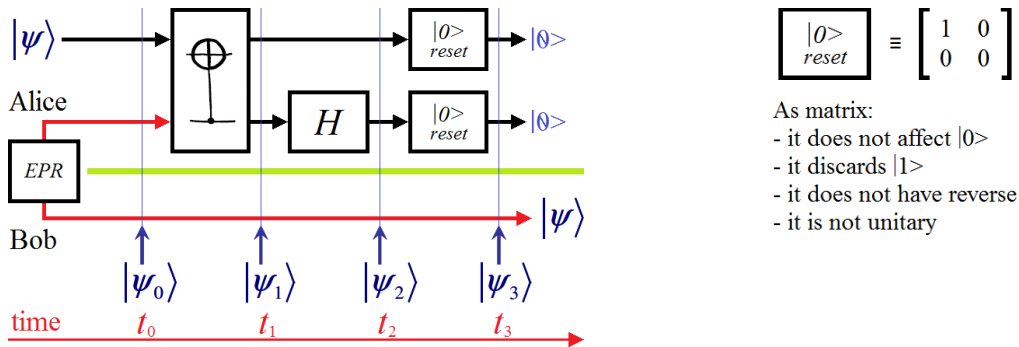 |ψ⟩
|0>
reset
|0>
Alice
H
|0>
reset
|0>
EPR
|ψ⟩
Bob
|ψ₀⟩ |ψ₁⟩ |ψ₂⟩ |ψ₃⟩
time t₀ t₁ t₂ t₃
|0>
reset
≡
1 0
0 0
As matrix:
- it does not affect |0>
- it discards |1>
- it does not have reverse
- it is not unitary